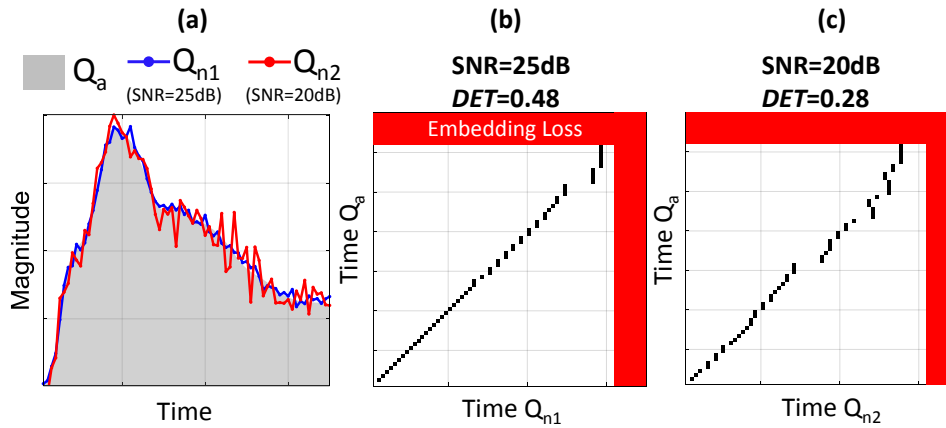 (a)
Qa Qn1 Qn2
(SNR=25dB) (SNR=20dB)
Magnitude
Time
(b)
SNR=25dB
DET=0.48
Embedding Loss
Time Qa
Time Qn1
(c)
SNR=20dB
DET=0.28
Time Qa
Time Qn2